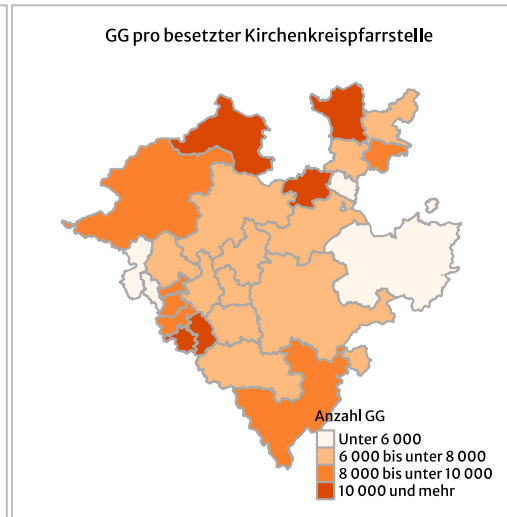 GG pro besetzter Kirchenkreispfarrstelle
Anzahl GG
Unter 6 000
6 000 bis unter 8 000
8 000 bis unter 10 000
10 000 und mehr